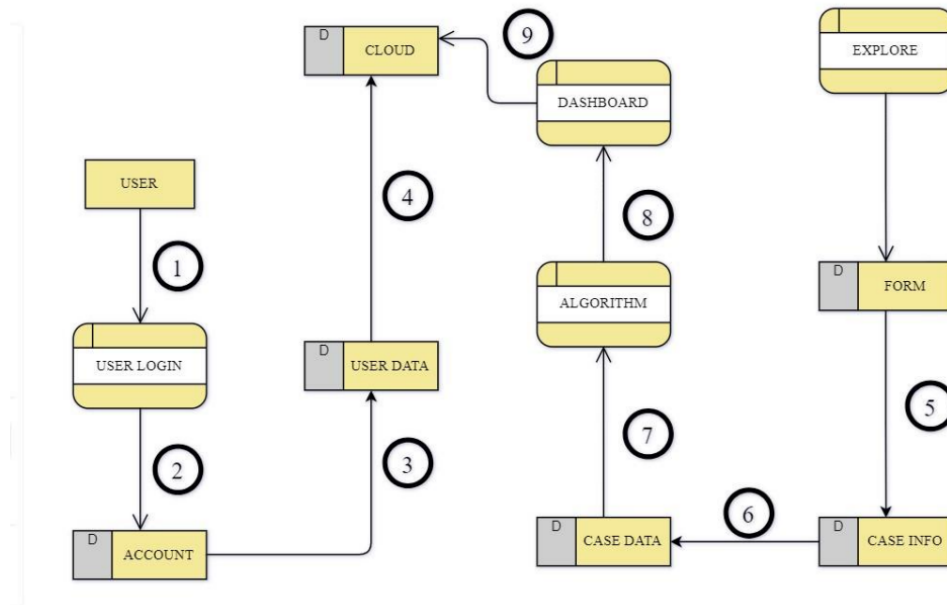 D
CLOUD
9
EXPLORE
DASHBOARD
USER
4
8
1
D
FORM
ALGORITHM
D
USER DATA
USER LOGIN
5
7
3
2
6
D
ACCOUNT
D
CASE DATA
D
CASE INFO